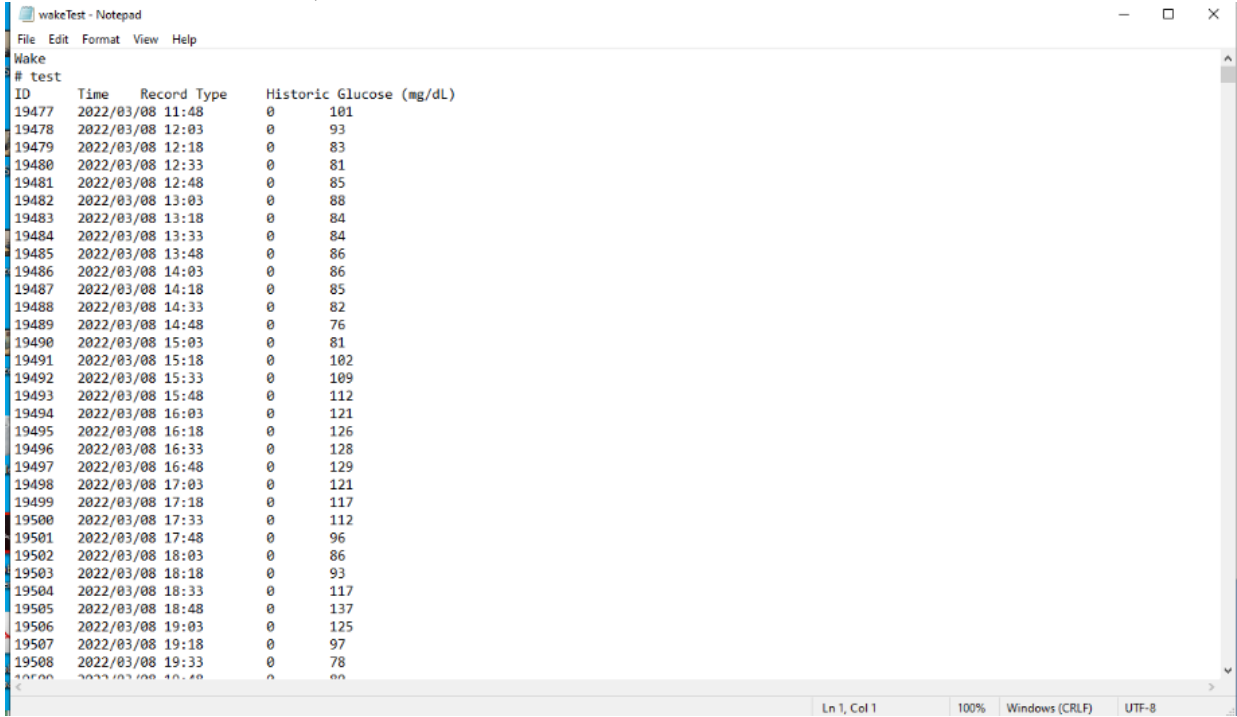 wakeTest - Notepad
File Edit Format View Help
Wake
# test
ID Time Record Type Historic Glucose (mg/dL)
19477 2022/03/08 11:48 0 101
19478 2022/03/08 12:03 0 93
19479 2022/03/08 12:18 0 83
19480 2022/03/08 12:33 0 81
19481 2022/03/08 12:48 0 85
19482 2022/03/08 13:03 0 88
19483 2022/03/08 13:18 0 84
19484 2022/03/08 13:33 0 84
19485 2022/03/08 13:48 0 86
19486 2022/03/08 14:03 0 86
19487 2022/03/08 14:18 0 85
19488 2022/03/08 14:33 0 82
19489 2022/03/08 14:48 0 76
19490 2022/03/08 15:03 0 81
19491 2022/03/08 15:18 0 102
19492 2022/03/08 15:33 0 109
19493 2022/03/08 15:48 0 112
19494 2022/03/08 16:03 0 121
19495 2022/03/08 16:18 0 126
19496 2022/03/08 16:33 0 128
19497 2022/03/08 16:48 0 129
19498 2022/03/08 17:03 0 121
19499 2022/03/08 17:18 0 117
19500 2022/03/08 17:33 0 112
19501 2022/03/08 17:48 0 96
19502 2022/03/08 18:03 0 86
19503 2022/03/08 18:18 0 93
19504 2022/03/08 18:33 0 117
19505 2022/03/08 18:48 0 137
19506 2022/03/08 19:03 0 125
19507 2022/03/08 19:18 0 97
19508 2022/03/08 19:33 0 78
Ln 1, Col 1 100% Windows (CRLF) UTF-8